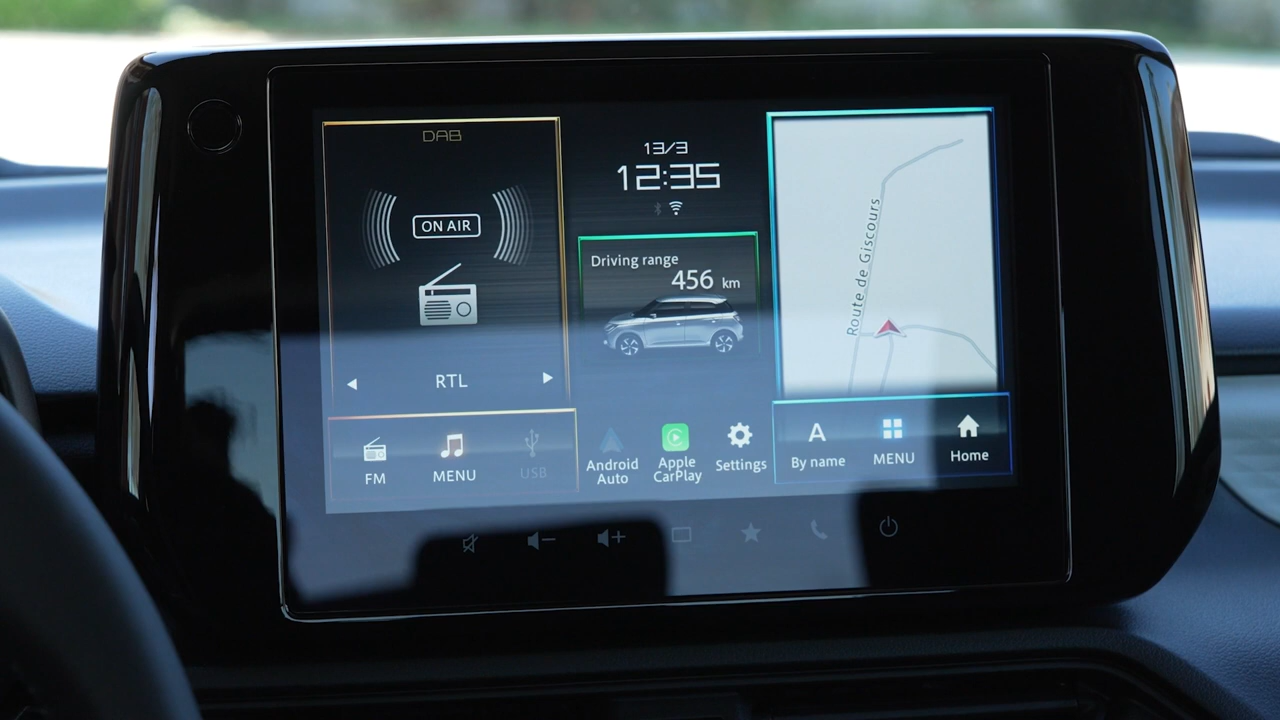 DAB
ON AIR
RTL
FM
MENU
USB
13/3
12:35
Driving range
456 km
Android
Auto
Apple
CarPlay
Settings
Route de Giscours
By name
MENU
Home